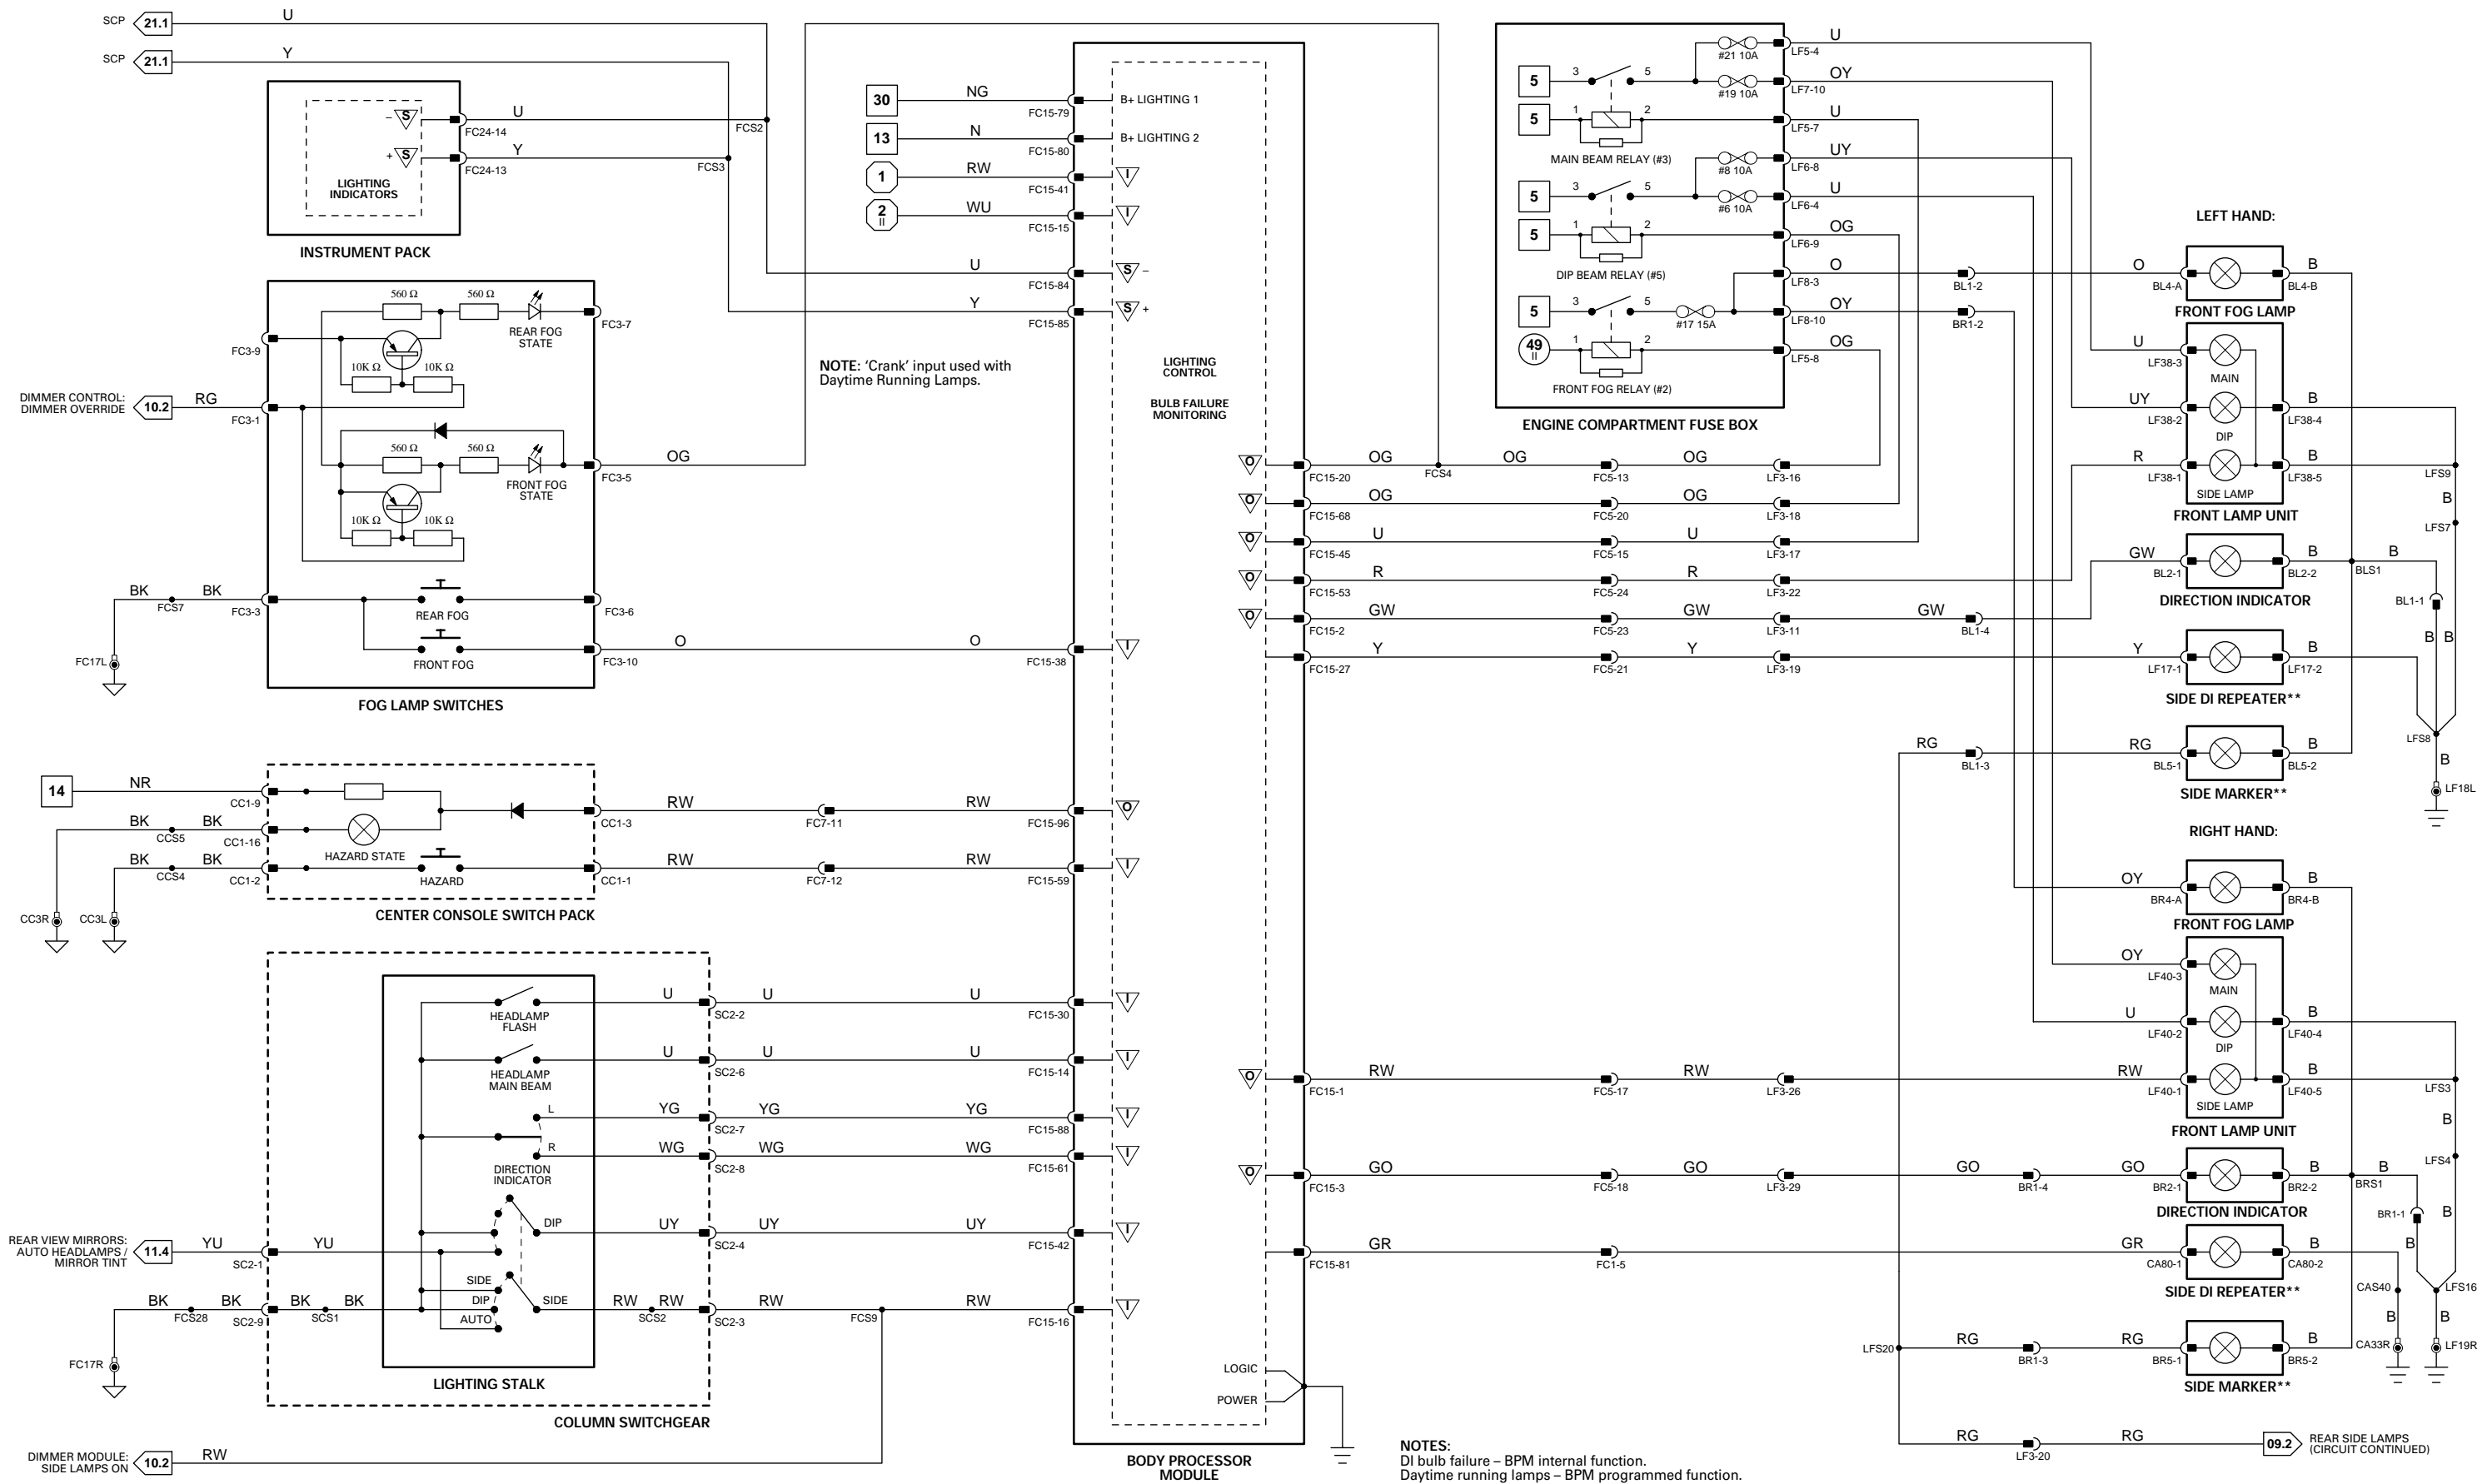 SCP 21.1 U
SCP 21.1 Y
– S FC24-14 U FCS2
+ S FC24-13 Y FCS3
LIGHTING
INDICATORS
INSTRUMENT PACK
560 Ω 560 Ω
REAR FOG
STATE
FC3-7
FC3-9
10K Ω 10K Ω
DIMMER CONTROL:
DIMMER OVERRIDE
10.2 RG FC3-1
560 Ω 560 Ω
FRONT FOG
STATE
FC3-5 OG
10K Ω 10K Ω
BK FCS7 BK FC3-3
REAR FOG
FC3-6
FRONT FOG
FC3-10 O O FC15-38 I
FC17L
FOG LAMP SWITCHES
14 NR CC1-9
CC1-3 RW FC7-11 RW FC15-96 O
BK CCS5 BK CC1-16
HAZARD STATE
BK CCS4 BK CC1-2
HAZARD
CC1-1 RW FC7-12 RW FC15-59 I
CC3R CC3L
CENTER CONSOLE SWITCH PACK
HEADLAMP
FLASH
U SC2-2 U U FC15-30 I
HEADLAMP
MAIN BEAM
U SC2-6 U U FC15-14 I
L YG SC2-7 YG YG FC15-88 I
R WG SC2-8 WG WG FC15-61 I
DIRECTION
INDICATOR
DIP UY SC2-4 UY UY FC15-42 I
REAR VIEW MIRRORS:
AUTO HEADLAMPS /
MIRROR TINT
11.4 YU SC2-1 YU
SIDE
DIP
AUTO
SIDE RW SCS2 RW SC2-3 RW FCS9 RW FC15-16 I
BK FCS28 BK SC2-9 BK SCS1 BK
FC17R
LIGHTING STALK
COLUMN SWITCHGEAR
DIMMER MODULE:
SIDE LAMPS ON
10.2 RW
30 NG FC15-79 B+ LIGHTING 1
13 N FC15-80 B+ LIGHTING 2
1 RW FC15-41 I
2 II WU FC15-15 I
U FC15-84 S –
Y FC15-85 S +
NOTE: ‘Crank’ input used with
Daytime Running Lamps.
LIGHTING
CONTROL
BULB FAILURE
MONITORING
O FC15-20 OG FCS4 OG FC5-13 OG LF3-16
O FC15-68 OG FC5-20 OG LF3-18
O FC15-45 U FC5-15 U LF3-17
O FC15-53 R FC5-24 R LF3-22
O FC15-2 GW FC5-23 GW LF3-11 GW BL1-4
FC15-27 Y FC5-21 Y LF3-19
O FC15-1 RW FC5-17 RW LF3-26
O FC15-3 GO FC5-18 GO LF3-29 GO BR1-4
FC15-81 GR FC1-5
LOGIC
POWER
BODY PROCESSOR
MODULE
#21 10A LF5-4 U
5 3 5 #19 10A LF7-10 OY
5 1 2 LF5-7 U
MAIN BEAM RELAY (#3)
#8 10A LF6-8 UY
5 3 5 #6 10A LF6-4 U
5 1 2 LF6-9 OG
DIP BEAM RELAY (#5)
LF8-3 O BL1-2
5 3 5 #17 15A LF8-10 OY BR1-2
49 II 1 2 LF5-8 OG
FRONT FOG RELAY (#2)
ENGINE COMPARTMENT FUSE BOX
LEFT HAND:
O BL4-A BL4-B B
FRONT FOG LAMP
U LF38-3
MAIN
UY LF38-2 LF38-4 B
DIP
R LF38-1 LF38-5 B LFS9
SIDE LAMP
B
FRONT LAMP UNIT
LFS7
GW BL2-1 BL2-2 B BLS1 B
DIRECTION INDICATOR
BL1-1
B B
Y LF17-1 LF17-2 B
SIDE DI REPEATER**
LFS8
RG BL1-3 RG BL5-1 BL5-2 B
B
SIDE MARKER**
LF18L
RIGHT HAND:
OY BR4-A BR4-B B
FRONT FOG LAMP
OY LF40-3
MAIN
U LF40-2 LF40-4 B
DIP
RW LF40-1 LF40-5 B LFS3
SIDE LAMP
B
FRONT LAMP UNIT
LFS4
GO BR2-1 BR2-2 B BRS1 B
DIRECTION INDICATOR
BR1-1 B
B
GR CA80-1 CA80-2 B
SIDE DI REPEATER**
CAS40 LFS16
B B
LFS20 RG BR1-3 RG BR5-1 BR5-2 B
CA33R LF19R
SIDE MARKER**
RG LF3-20 RG 09.2
REAR SIDE LAMPS
(CIRCUIT CONTINUED)
NOTES:
DI bulb failure – BPM internal function.
Daytime running lamps – BPM programmed function.